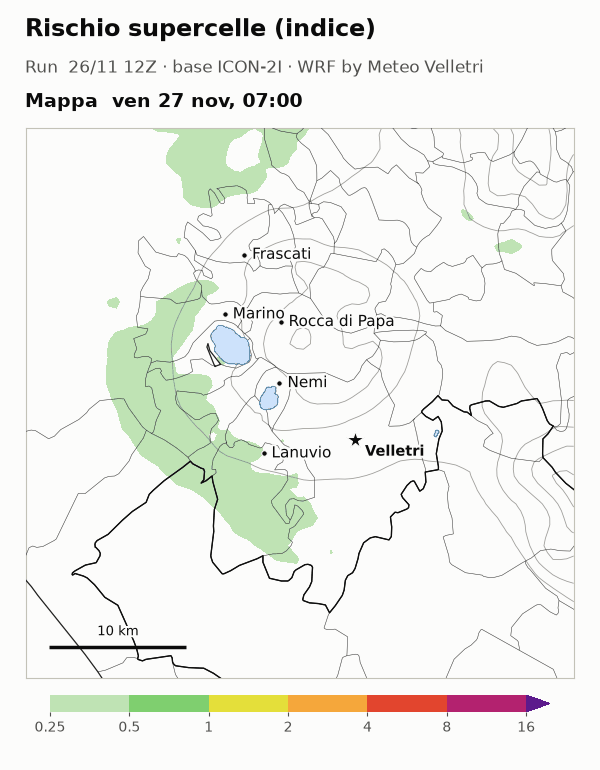 Rischio supercelle (indice)
Run  26/11 12Z · base ICON-2I · WRF by Meteo Velletri
Mappa  ven 27 nov, 07:00
Frascati
Marino
Rocca di Papa
Nemi
Velletri
Lanuvio
10 km
0.25 0.5 1 2 4 8 16